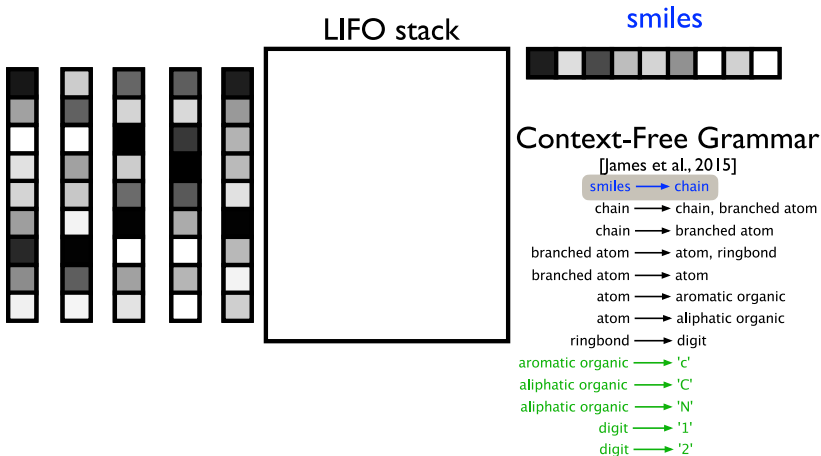 LIFO stack
smiles
Context-Free Grammar
[James et al., 2015]
smiles → chain
chain → chain, branched atom
chain → branched atom
branched atom → atom, ringbond
branched atom → atom
atom → aromatic organic
atom → aliphatic organic
ringbond → digit
aromatic organic → 'c'
aliphatic organic → 'C'
aliphatic organic → 'N'
digit → '1'
digit → '2'